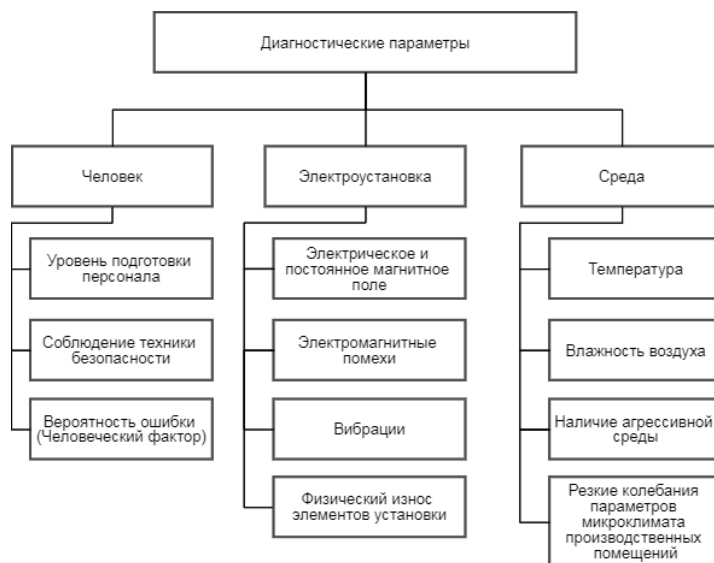 Диагностические параметры
Человек
Электроустановка
Среда
Уровень подготовки
персонала
Соблюдение техники
безопасности
Вероятность ошибки
(Человеческий фактор)
Электрическое и
постоянное магнитное
поле
Электромагнитные
помехи
Вибрации
Физический износ
элементов установки
Температура
Влажность воздуха
Наличие агрессивной
среды
Резкие колебания
параметров
микроклимата
производственных
помещений